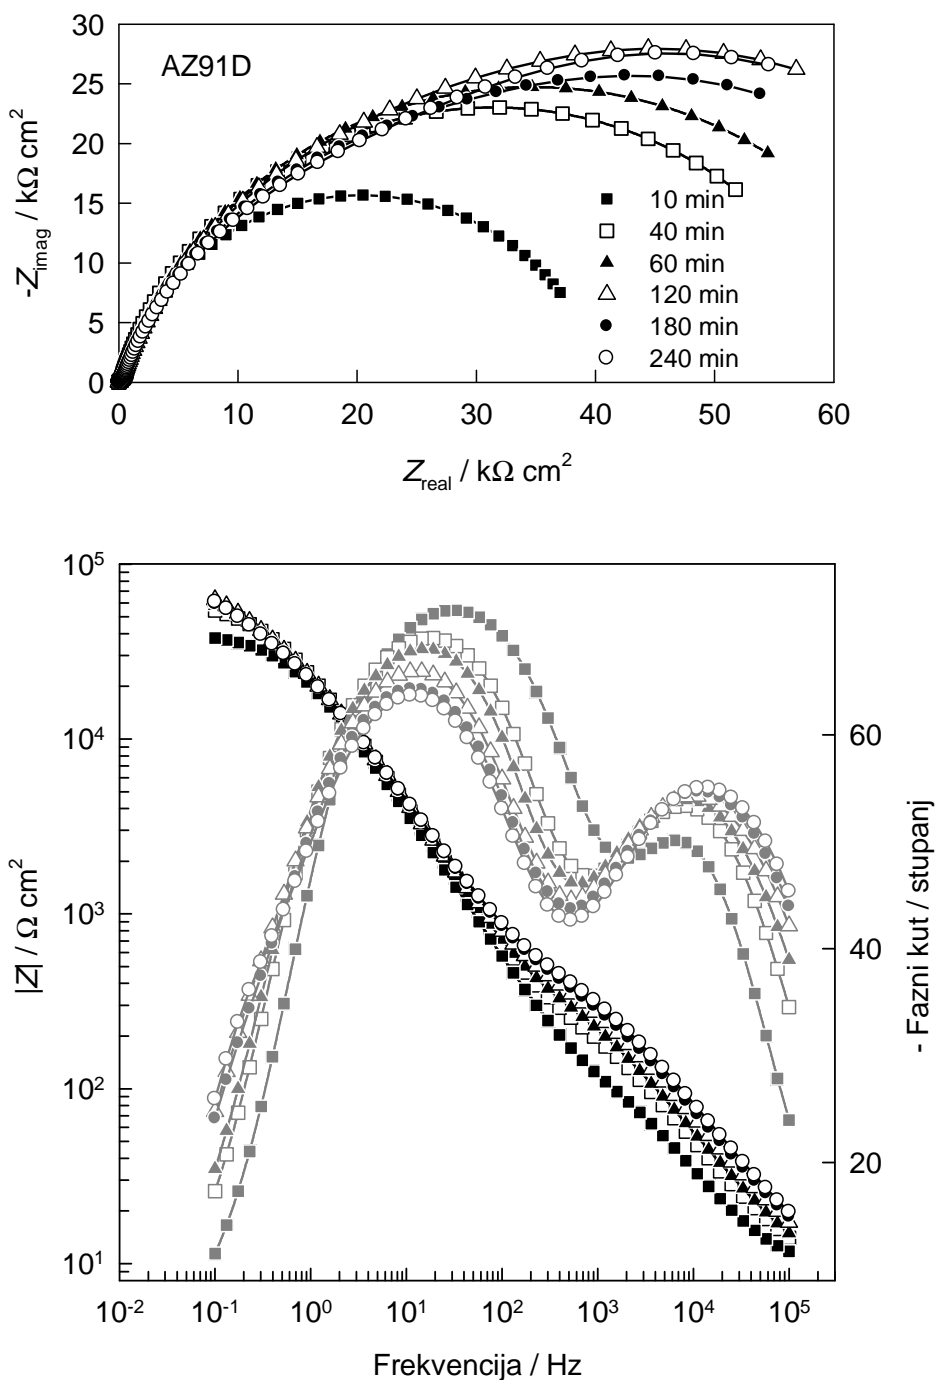 30
25
20
15
10
5
0
-Zimag / kΩ cm2
AZ91D
10 min
40 min
60 min
120 min
180 min
240 min
0 10 20 30 40 50 60
Zreal / kΩ cm2
105
104
103
102
101
|Z| / Ω cm2
60
40
20
- Fazni kut / stupanj
10-2 10-1 100 101 102 103 104 105
Frekvencija / Hz